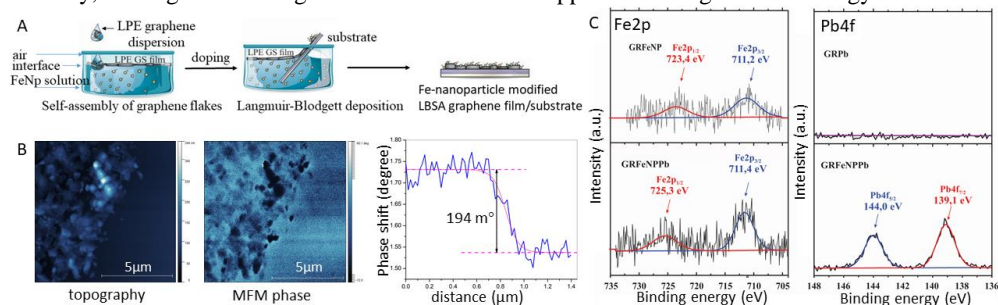 A
LPE graphene
dispersion
air
interface
FeNp solution
LPE GS film
doping
substrate
LPE GS film
Self-assembly of graphene flakes
Langmuir-Blodgett deposition
Fe-nanoparticle modified
LBSA graphene film/substrate
B
5µm
topography
5µm
MFM phase
Phase shift (degree)
1.80
1.75
1.70
1.65
1.60
1.55
1.50
194 m°
0.0 0.2 0.4 0.6 0.8 1.0 1.2 1.4
distance (µm)
C
Fe2p
GRFeNP
Fe2p1/2
723,4 eV
Fe2p3/2
711,2 eV
GRFeNPPb
Fe2p1/2
725,3 eV
Fe2p3/2
711,4 eV
Intensity (a.u.)
735 730 725 720 715 710 705
Binding energy (eV)
Pb4f
GRPb
GRFeNPPb
Pb4f5/2
144,0 eV
Pb4f7/2
139,1 eV
Intensity (a.u.)
148 146 144 142 140 138 136
Binding energy (eV)